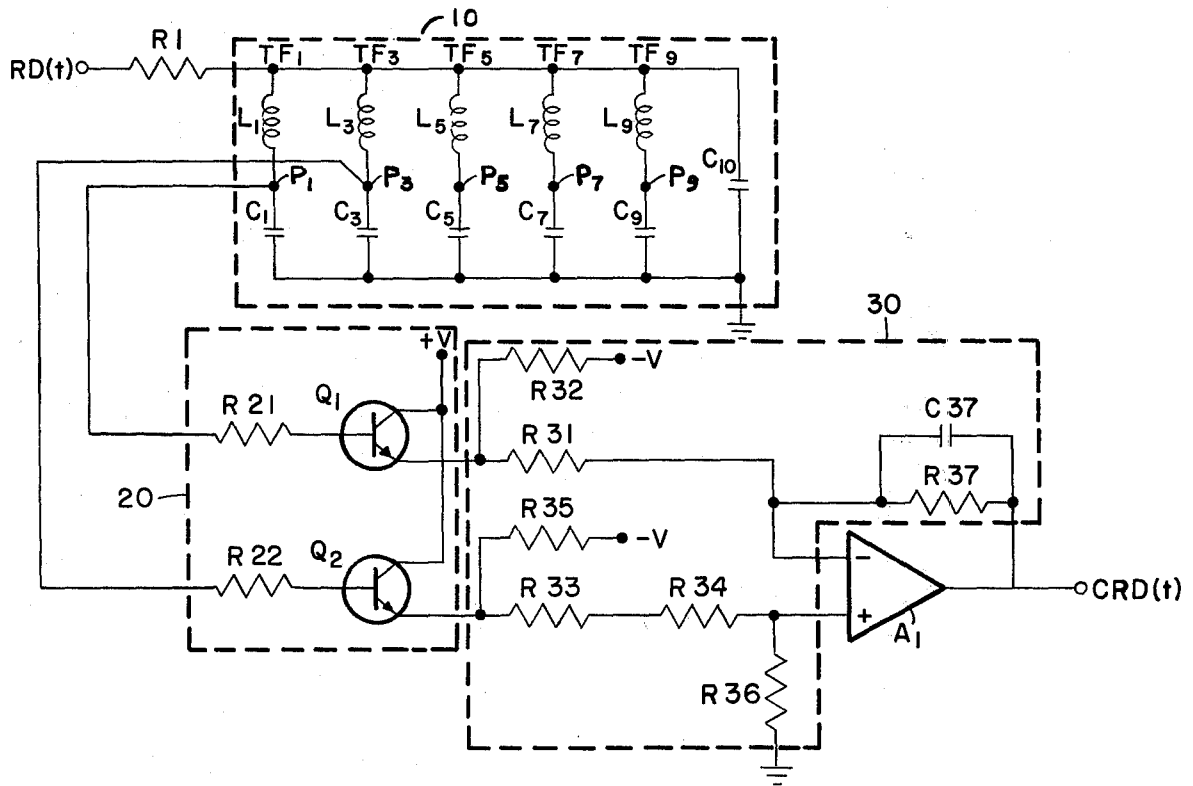 10
R1
RD(t)
TF1 TF3 TF5 TF7 TF9
L1 L3 L5 L7 L9
C10
P1 P3 P5 P7 P9
C1 C3 C5 C7 C9
30
+V
-V
R32
Q1
R21
R31
C37
R37
20
R35
-V
Q2
R22
R33 R34
-
+
A1
CRD(t)
R36